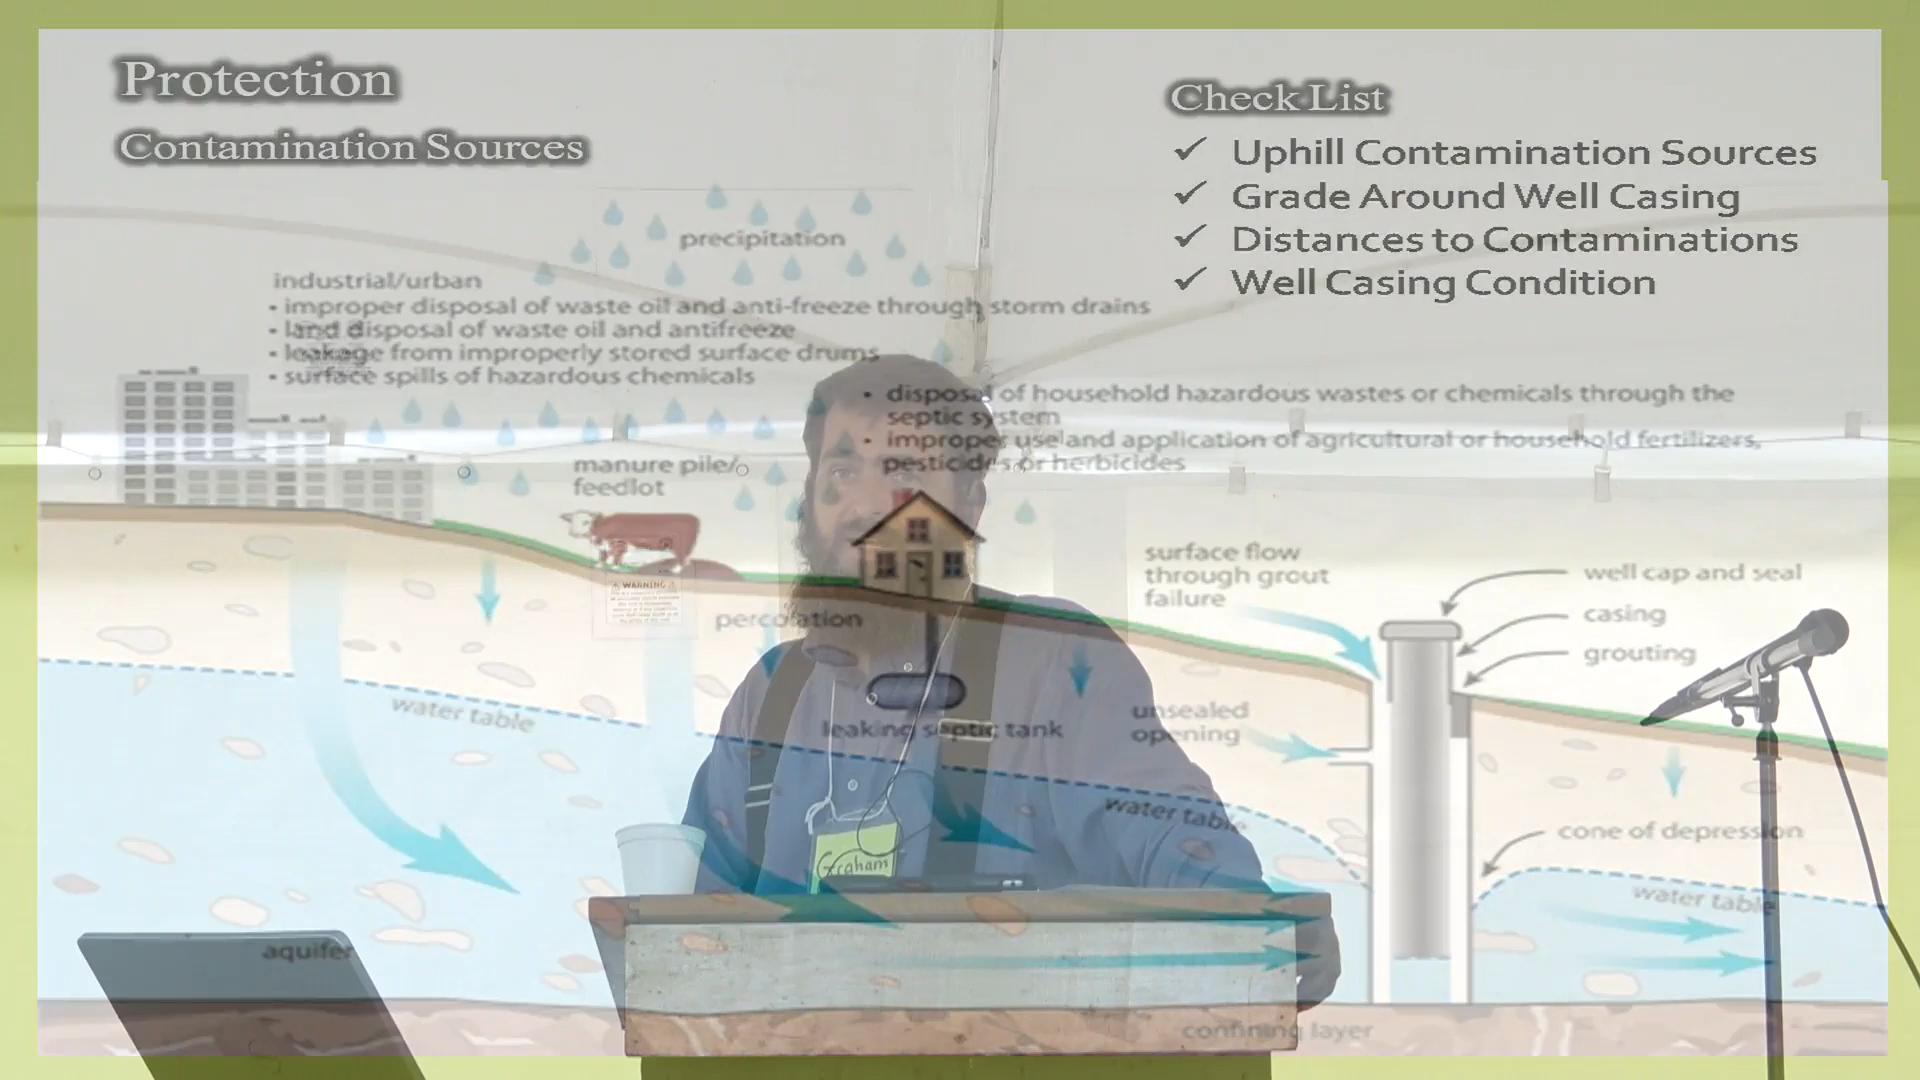 Protection
Contamination Sources
Check List
✓ Uphill Contamination Sources
✓ Grade Around Well Casing
✓ Distances to Contaminations
✓ Well Casing Condition
precipitation
industrial/urban
• improper disposal of waste oil and anti-freeze through storm drains
• land disposal of waste oil and antifreeze
• leakage from improperly stored surface drums
• surface spills of hazardous chemicals
• disposal of household hazardous wastes or chemicals through the
septic system
• improper use and application of agricultural or household fertilizers,
pesticides or herbicides
manure pile/
feedlot
surface flow
through grout
failure
well cap and seal
casing
grouting
WARNING
percolation
water table
leaking septic tank
unsealed
opening
water table
cone of depression
Graham
water table
aquifer
confining layer